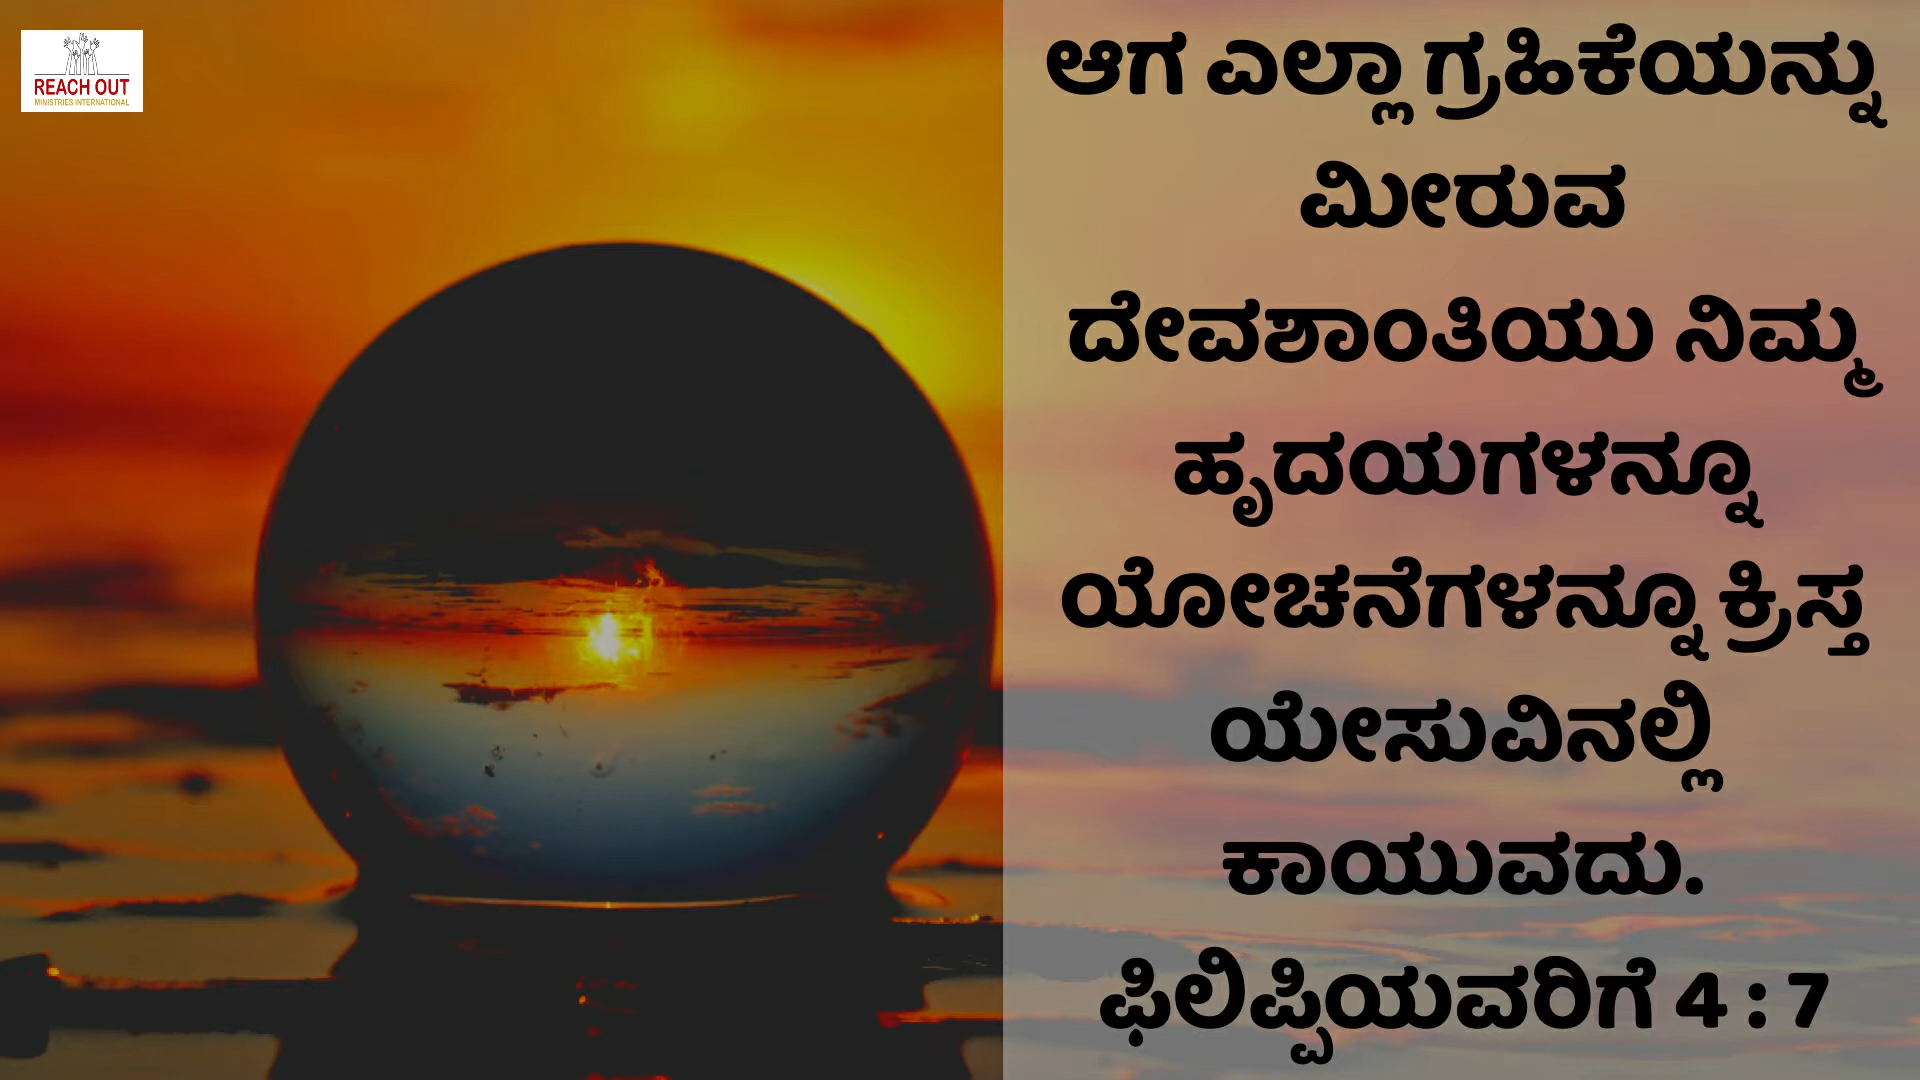 REACH OUT
MINISTRIES INTERNATIONAL
ಆಗ ಎಲ್ಲಾ ಗ್ರಹಿಕೆಯನ್ನು
ಮೀರುವ
ದೇವಶಾಂತಿಯು ನಿಮ್ಮ
ಹೃದಯಗಳನ್ನೂ
ಯೋಚನೆಗಳನ್ನೂ ಕ್ರಿಸ್ತ
ಯೇಸುವಿನಲ್ಲಿ
ಕಾಯುವದು.
ಫಿಲಿಪ್ಪಿಯವರಿಗೆ 4 : 7